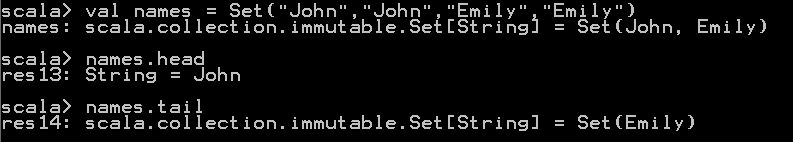 scala> val names = Set("John","John","Emily","Emily")
names: scala.collection.immutable.Set[String] = Set(John, Emily)
scala> names.head
res13: String = John
scala> names.tail
res14: scala.collection.immutable.Set[String] = Set(Emily)